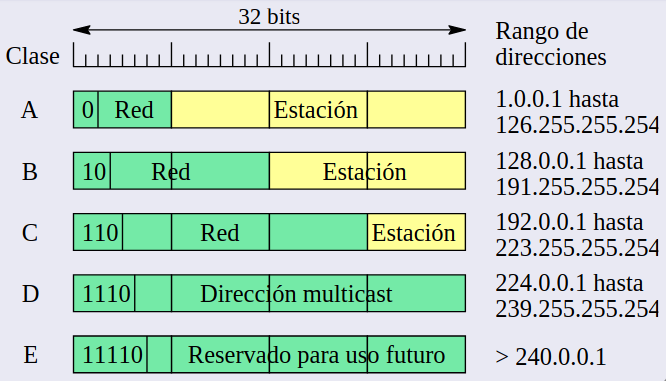 32 bits
Rango de
direcciones
Clase
A
0 Red Estación
1.0.0.1 hasta
126.255.255.254
B
10 Red Estación
128.0.0.1 hasta
191.255.255.254
C
110 Red Estación
192.0.0.1 hasta
223.255.255.254
D
1110 Dirección multicast
224.0.0.1 hasta
239.255.255.254
E
11110 Reservado para uso futuro
> 240.0.0.1